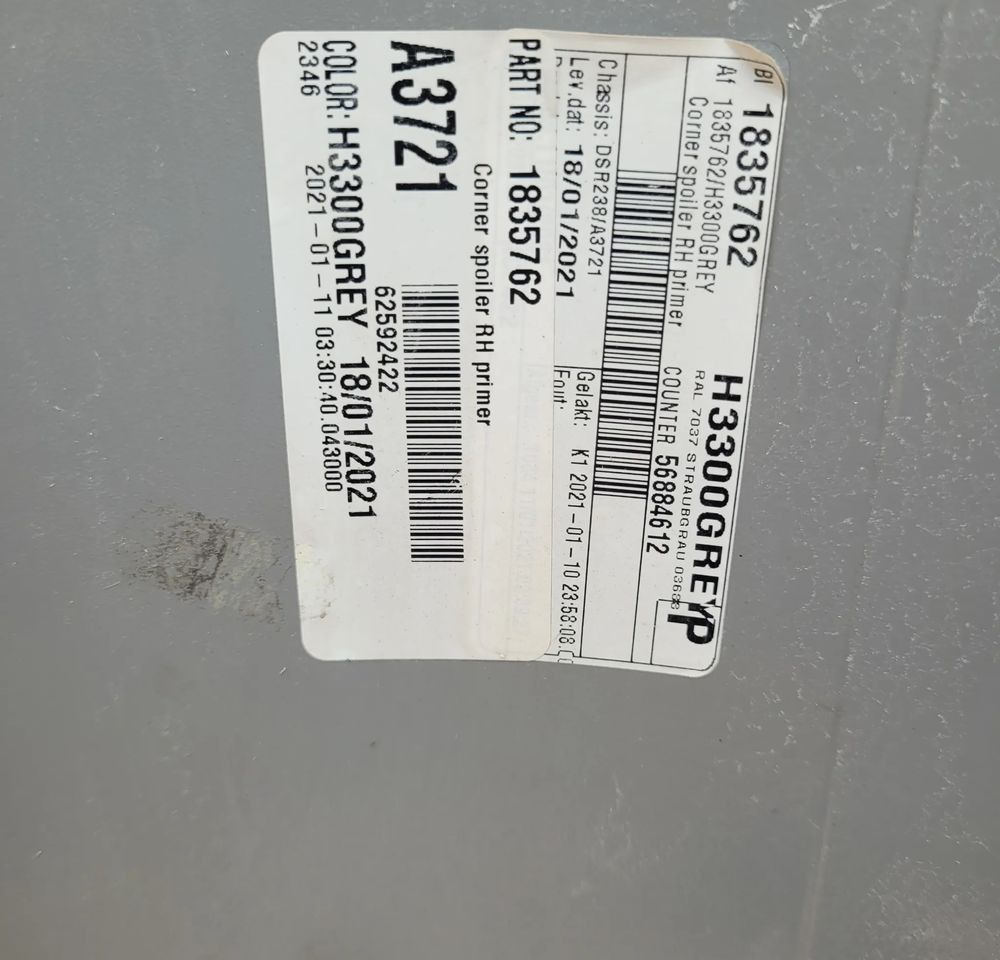 BI 1835762 H3300GREY
Af 1835762/H3300GREY RAL 7037 STRAUBGRAU
Corner spoiler RH primer COUNTER 56884612
P
Chassis: DSR238/A3721
Lev.dat: 18/01/2021 Gelakt: K1 2021-01-10 23:58:08.
Fout:
PART NO: 1835762
Corner spoiler RH primer
A3721
62592422
COLOR: H3300GREY 18/01/2021
2346 2021-01-11 03:30:40.043000